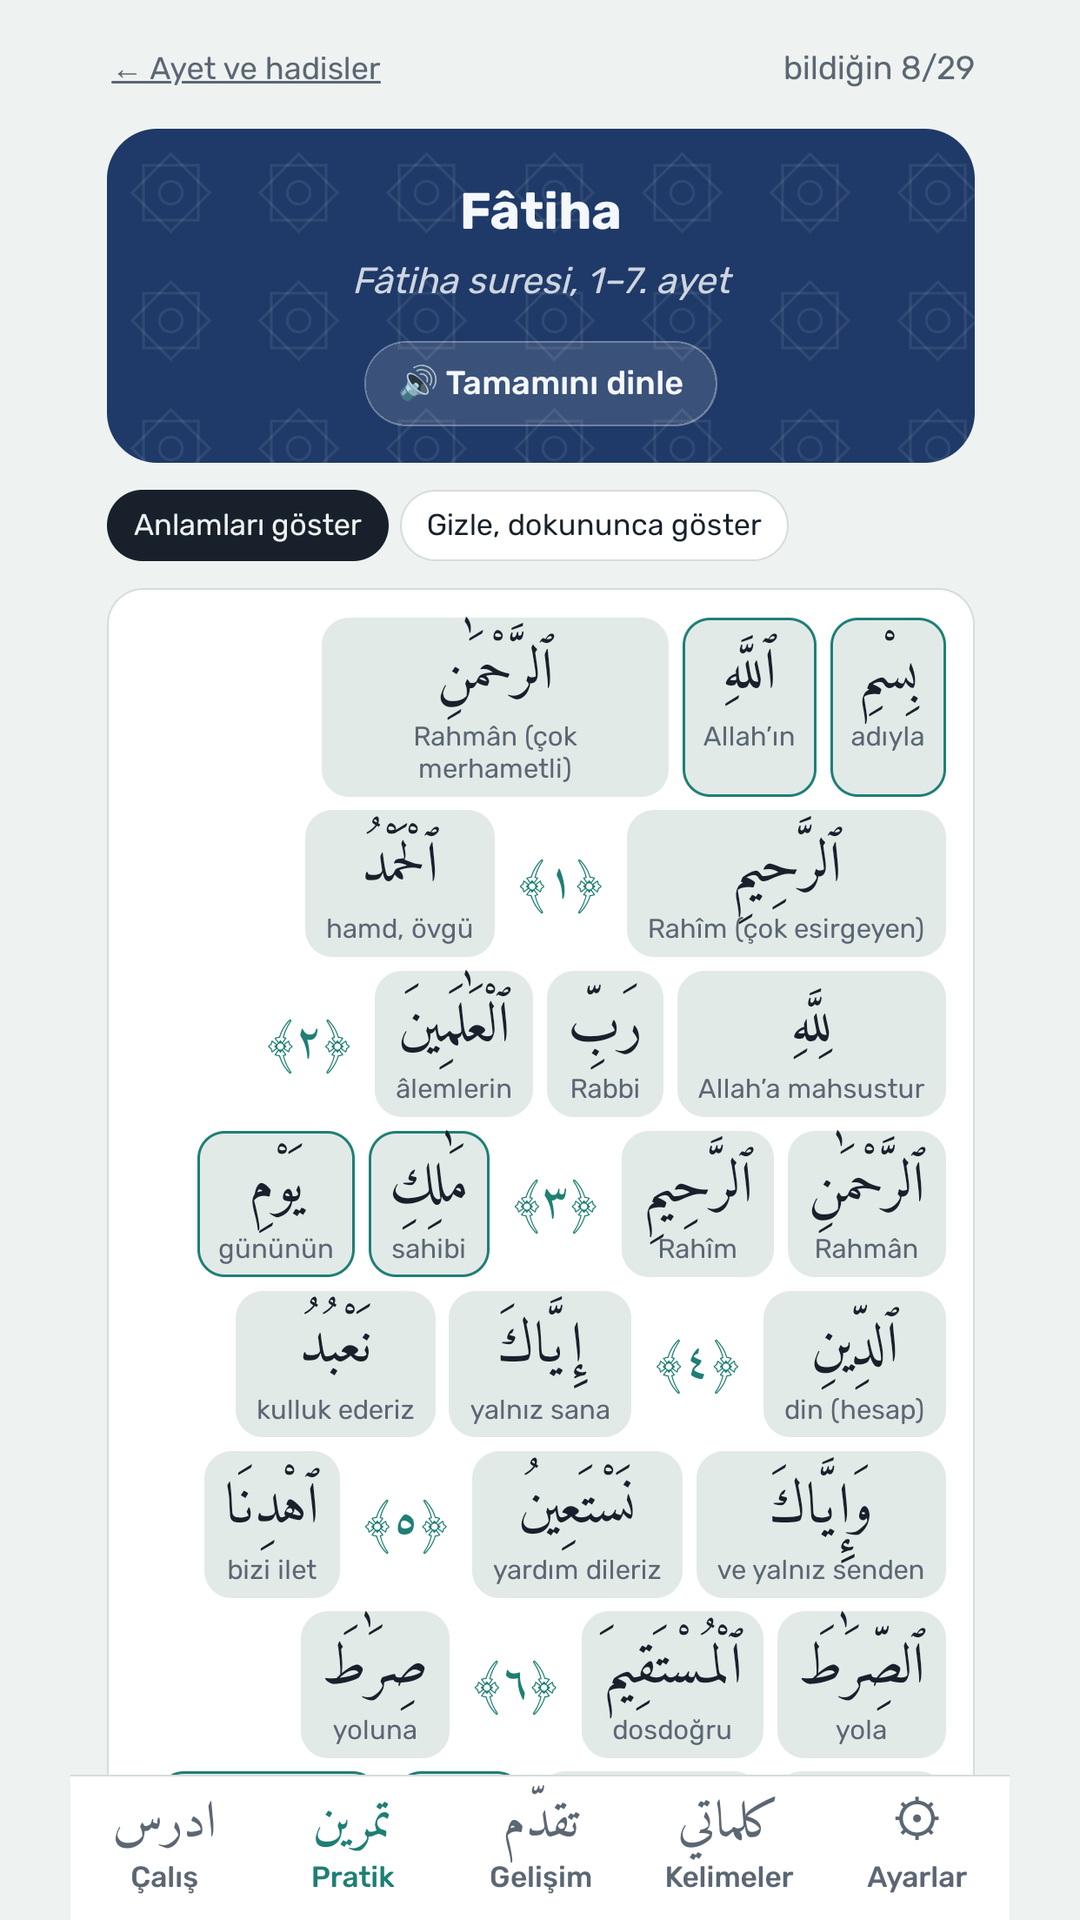 ← Ayet ve hadisler
bildiğin 8/29
Fâtiha
Fâtiha suresi, 1–7. ayet
🔊 Tamamını dinle
Anlamları göster
Gizle, dokununca göster
بِسْمِ ٱللَّهِ ٱلرَّحْمَٰنِ
adıyla Allah’ın Rahmân (çok merhametli)
ٱلرَّحِيمِ ﴿١﴾ ٱلْحَمْدُ
Rahîm (çok esirgeyen) hamd, övgü
لِلَّهِ رَبِّ ٱلْعَٰلَمِينَ ﴿٢﴾
Allah’a mahsustur Rabbi âlemlerin
ٱلرَّحْمَٰنِ ٱلرَّحِيمِ ﴿٣﴾ مَٰلِكِ يَوْمِ
Rahmân Rahîm sahibi gününün
ٱلدِّينِ ﴿٤﴾ إِيَّاكَ نَعْبُدُ
din (hesap) yalnız sana kulluk ederiz
وَإِيَّاكَ نَسْتَعِينُ ﴿٥﴾ ٱهْدِنَا
ve yalnız senden yardım dileriz bizi ilet
ٱلصِّرَٰطَ ٱلْمُسْتَقِيمَ ﴿٦﴾ صِرَٰطَ
yola dosdoğru yoluna
ادرس تمرين تقدّم كلماتي
Çalış Pratik Gelişim Kelimeler Ayarlar